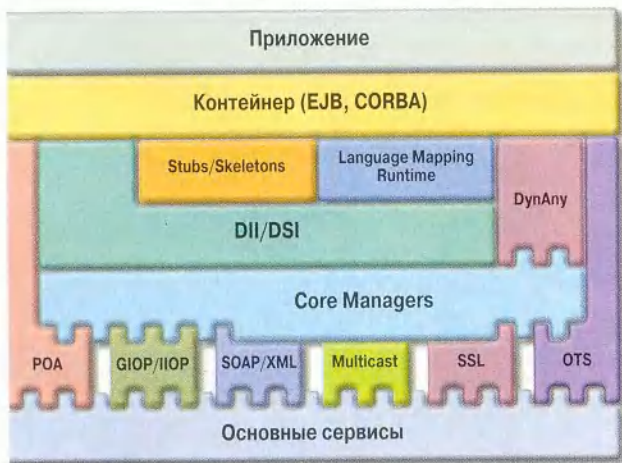 Приложение
Контейнер (EJB, CORBA)
Stubs/Skeletons
Language Mapping
Runtime
DynAny
DII/DSI
Core Managers
POA
GIOP/IIOP
SOAP/XML
Multicast
SSL
OTS
Основные сервисы